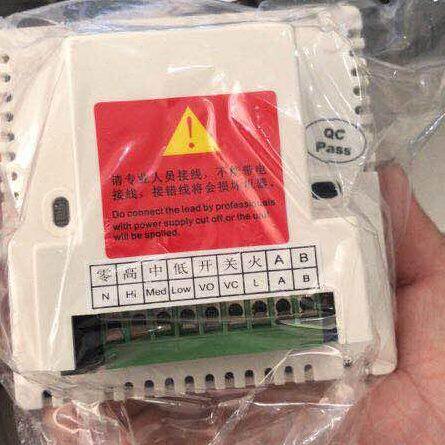 QC
Pass
请专业人员接线，不能带电
接线，接错线将会损坏机器。
Do connect the lead by professionals
with power supply cut off or the unit
will be spoiled.
零 高 中 低 开 关 火 A B
N Hi Med Low VO VC L A B